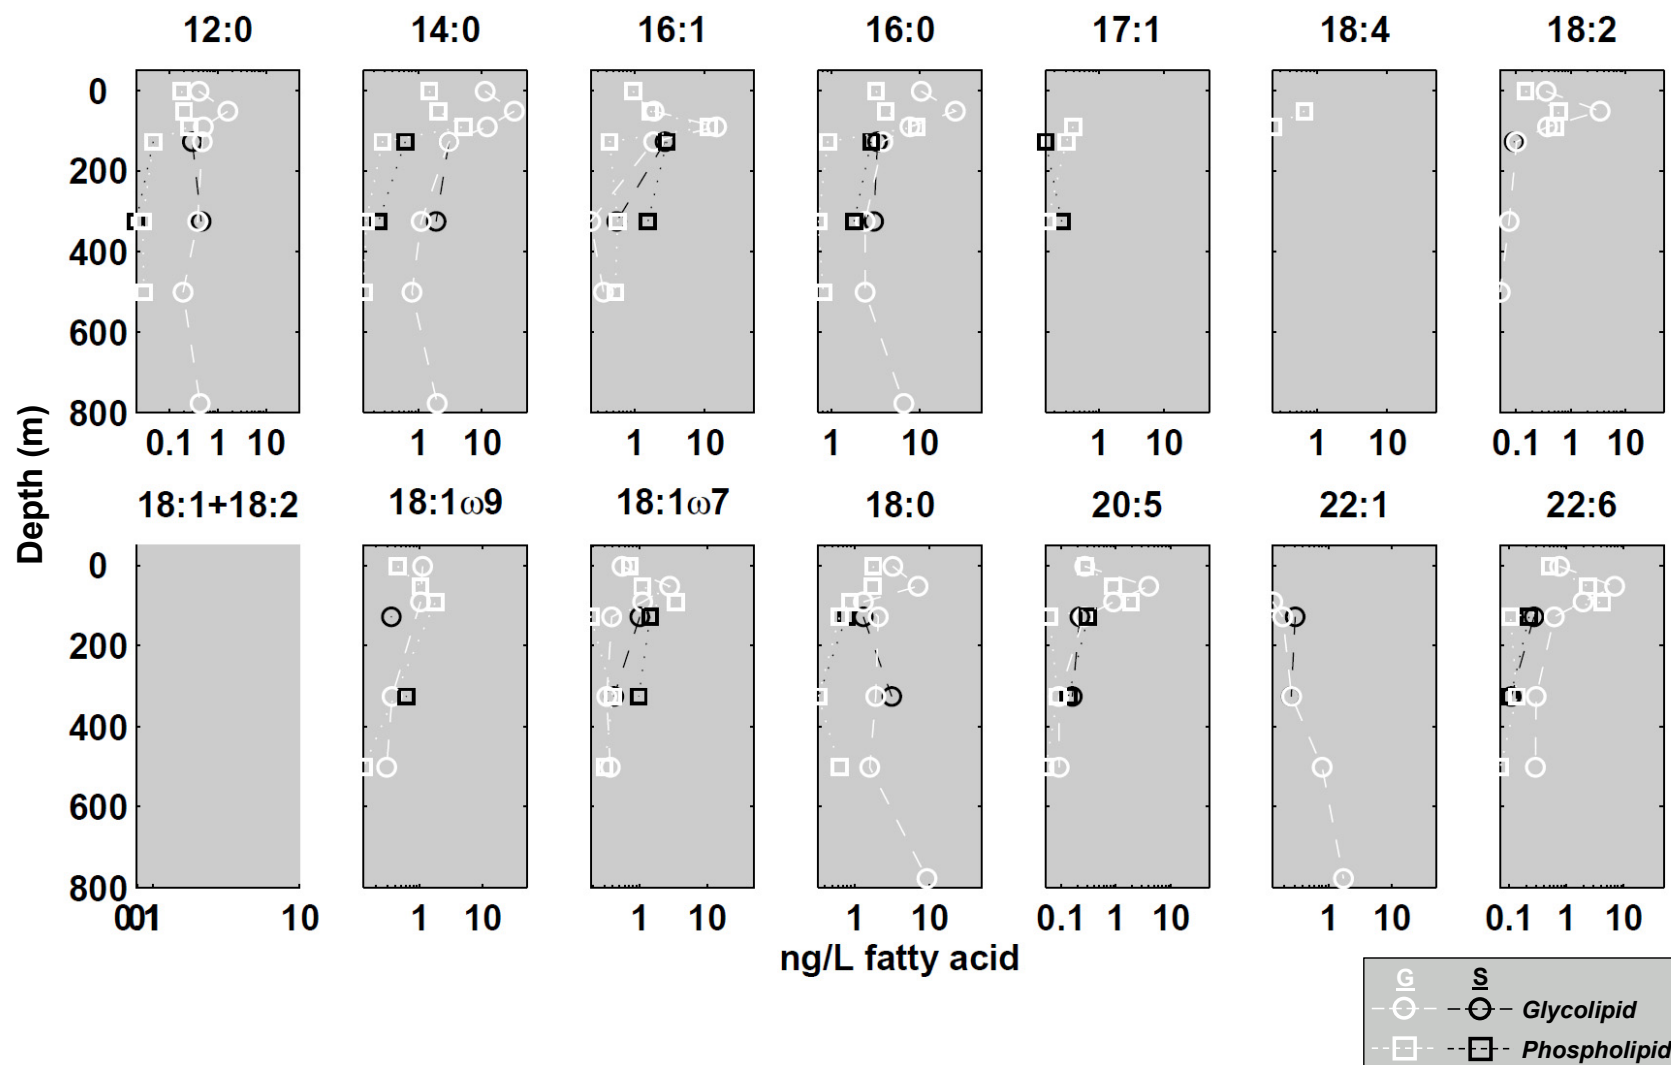 12:0 14:0 16:1 16:0 17:1 18:4 18:2
0
200
400
600
800
0.1 1 10 1 10 1 10 1 10 1 1 0.1 1 10
Depth (m)
18:1+18:2 18:1ω9 18:1ω7 18:0 20:5 22:1 22:6
0
200
400
600
800
10 1 10 1 10 1 10 0.1 1 10 1 10 0.1 1 10
ng/L fatty acid
G S
Glycolipid
Phospholipid